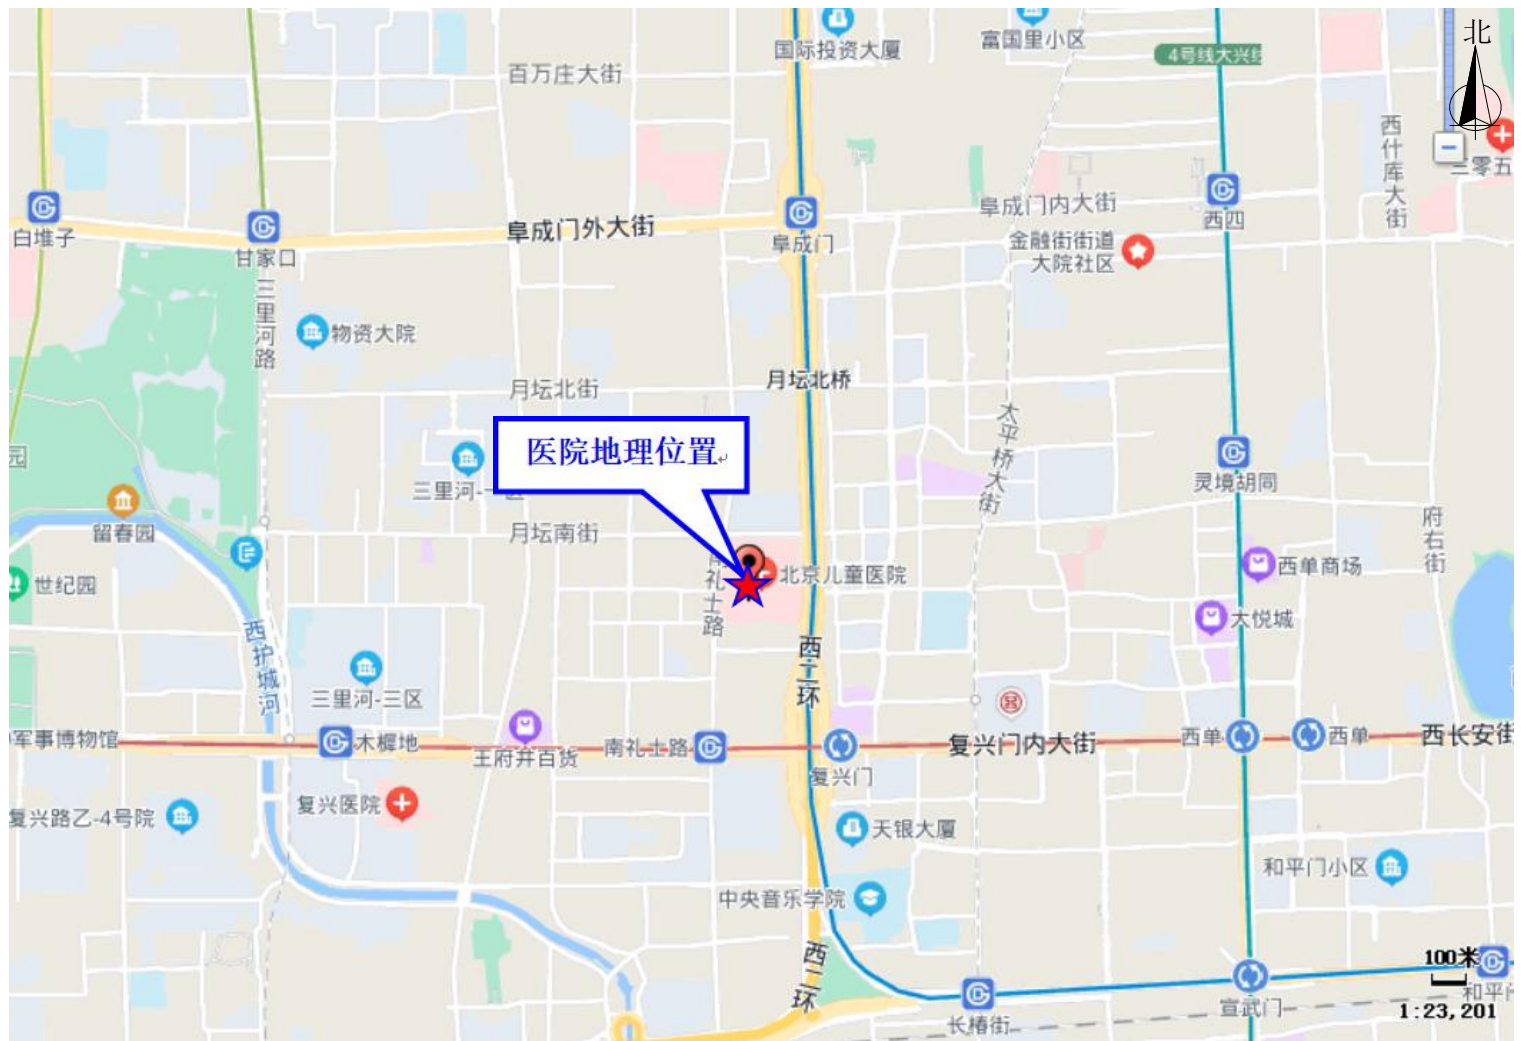 国际投资大厦
富国里小区
北
4号线大兴线
百万庄大街
西什库大街
三零五
白堆子
甘家口
阜成门外大街
阜成门
阜成门内大街
西四
金融街街道
大院社区
三里河路
物资大院
月坛北街
月坛北桥
太平桥大街
医院地理位置
三里河-一区
灵境胡同
园
留春园
月坛南街
府右街
世纪园
南礼士路
北京儿童医院
西单商场
大悦城
西护城河
西二环
三里河-三区
军事博物馆
木樨地
王府井百货
南礼士路
复兴门
复兴门内大街
西单
西单
西长安街
复兴路乙-4号院
复兴医院
天银大厦
和平门小区
中央音乐学院
西二环
100米
长椿街
宣武门
和平门
1:23,201